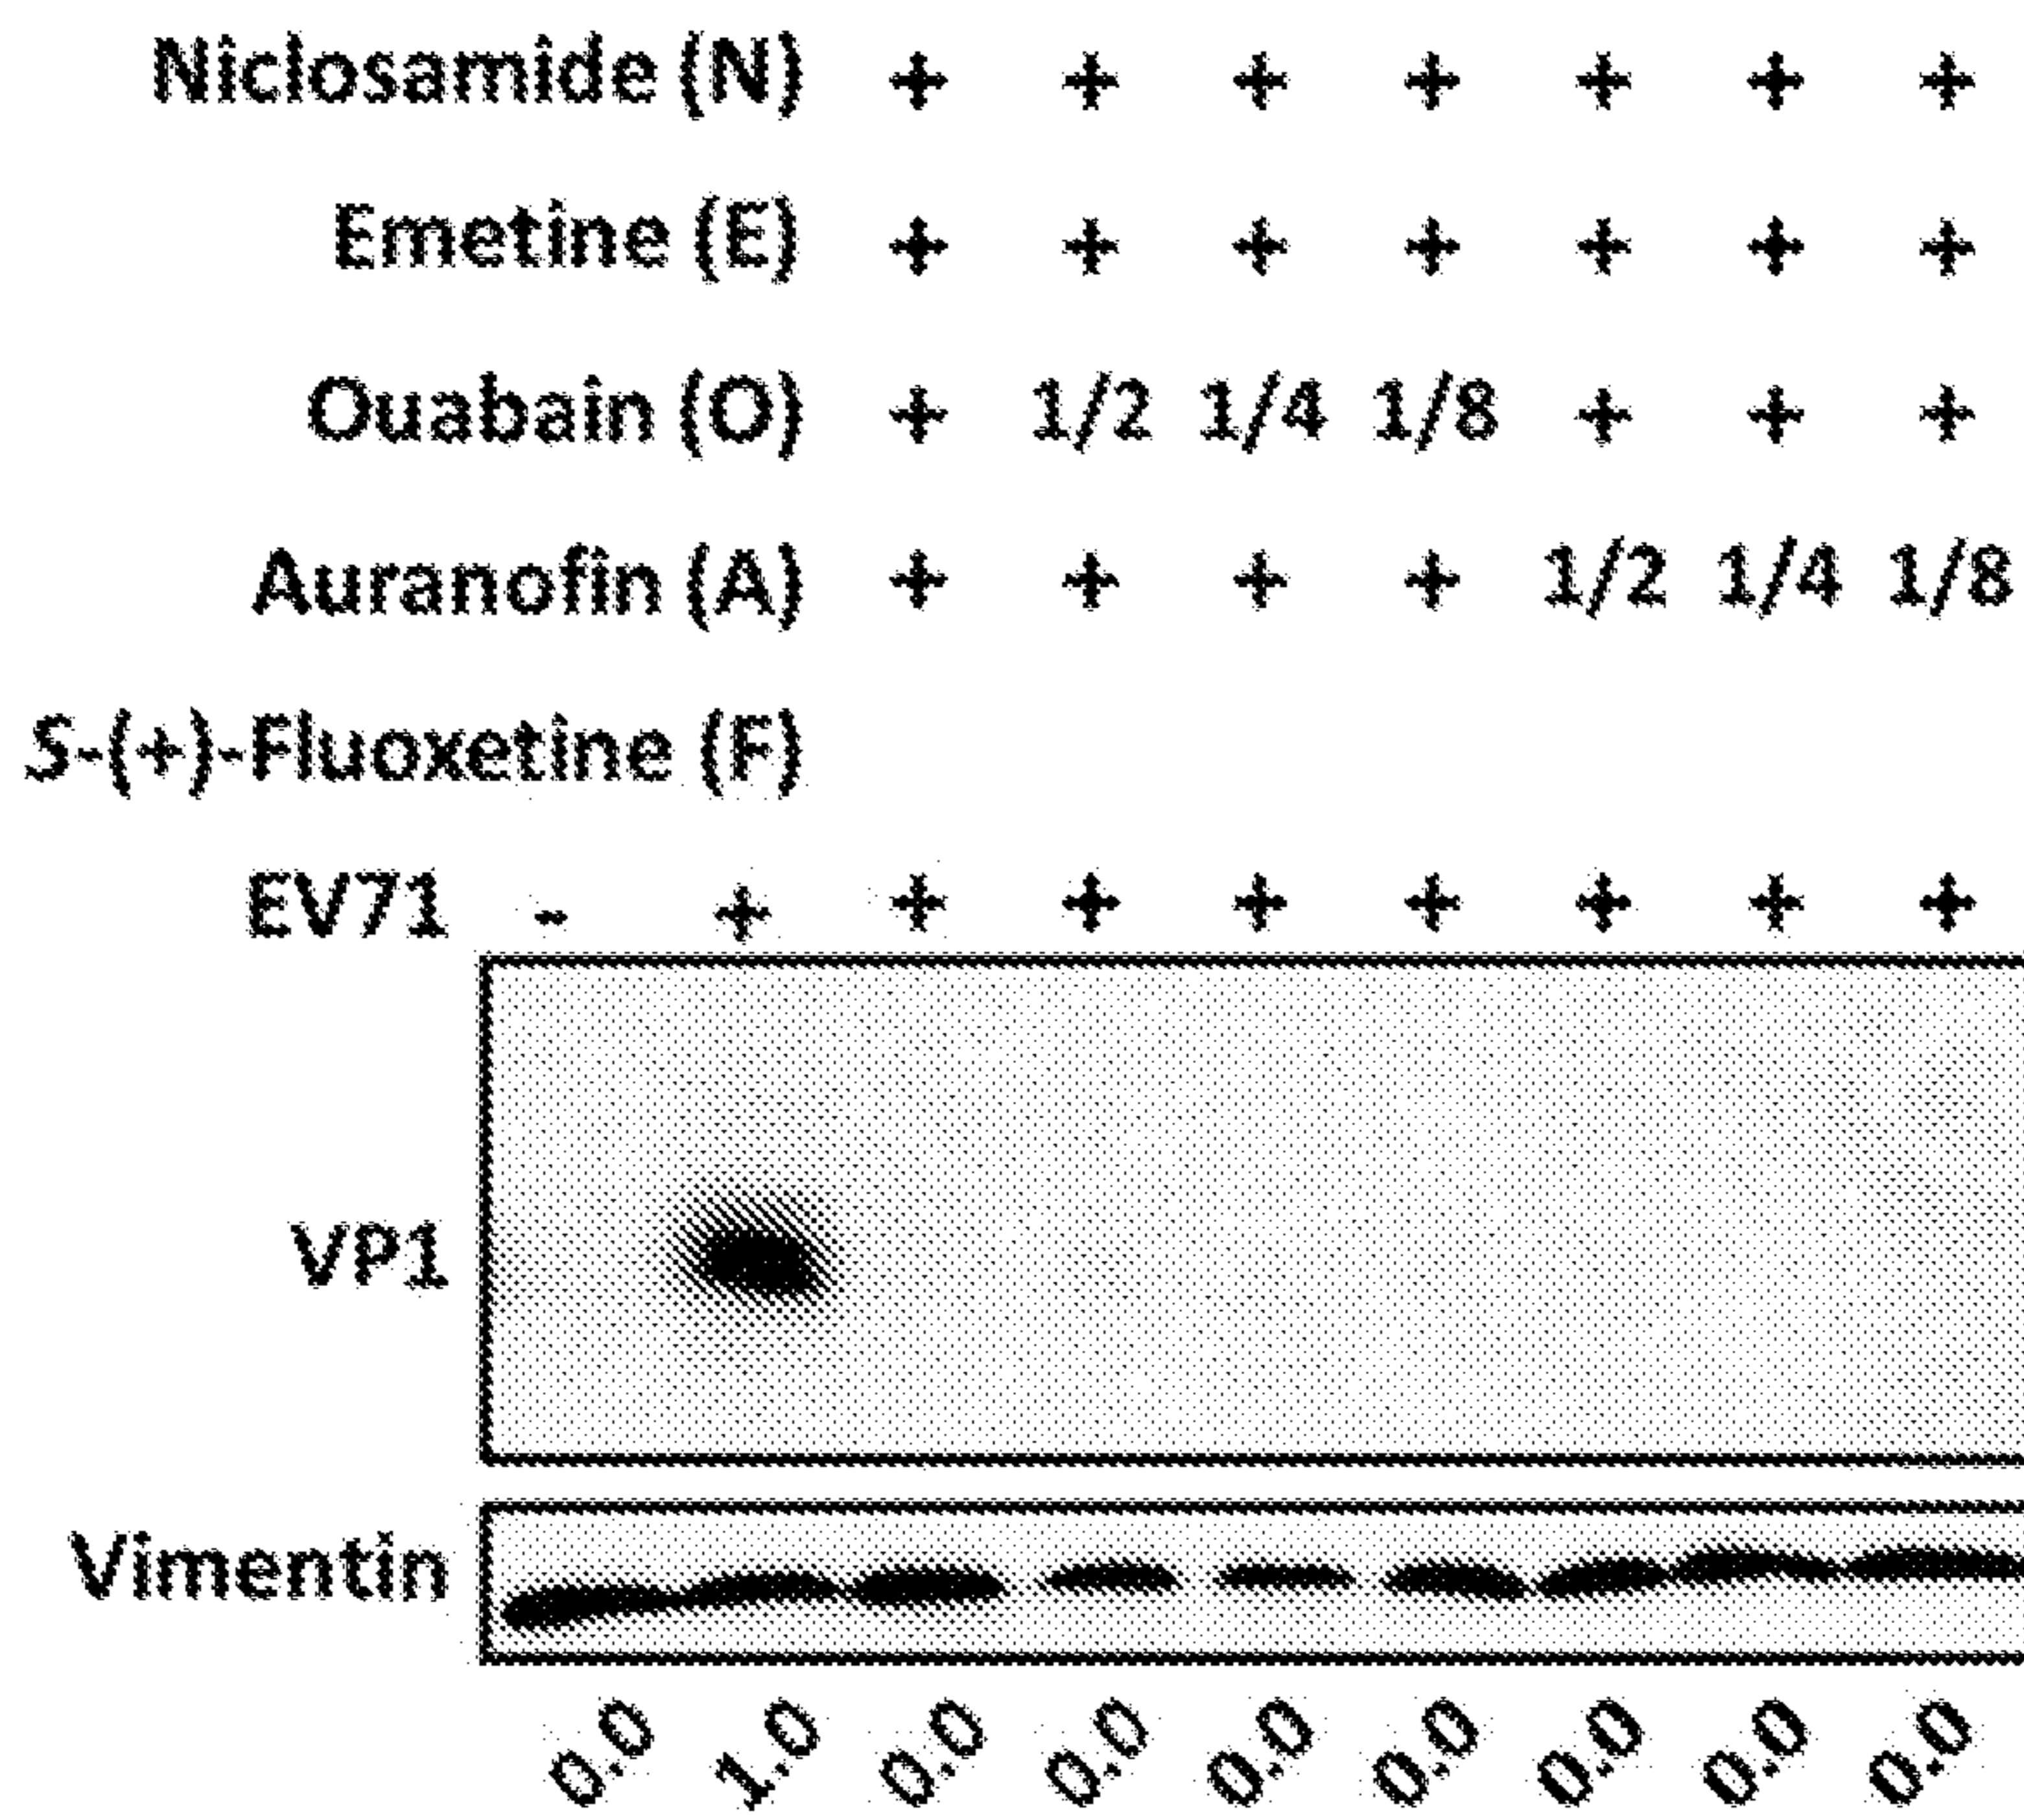 Niclosamide (N) + + + + + + +
Emetine (E) + + + + + + +
Ouabain (O) + 1/2 1/4 1/8 + + +
Auranofin (A) + + + + 1/2 1/4 1/8
S-(+)-Fluoxetine (F)
EV71 - + + + + + + + +
VP1
Vimentin
0.0 1.0 0.0 0.0 0.0 0.0 0.0 0.0 0.0